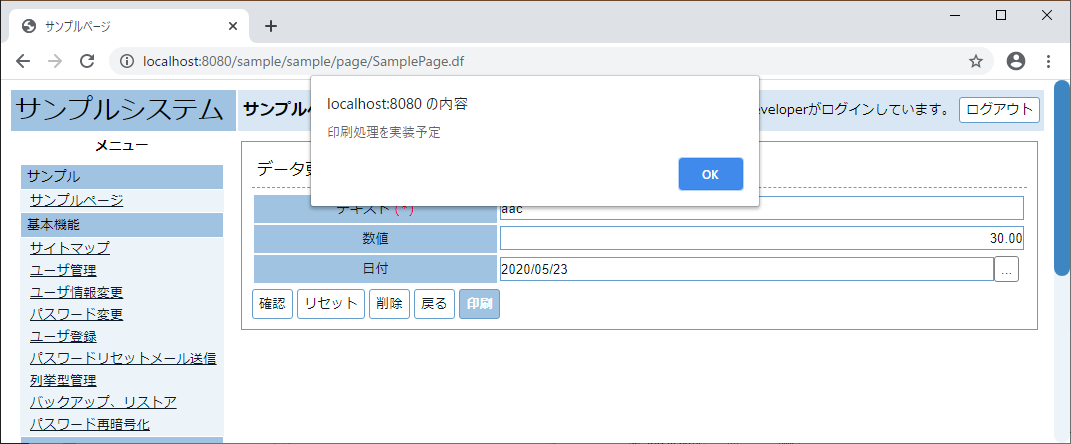 サンプルページ
localhost:8080/sample/sample/page/SamplePage.df
サンプルシステム
サンプルペ
eveloperがログインしています。 ログアウト
localhost:8080 の内容
印刷処理を実装予定
OK
メニュー
サンプル
サンプルページ
基本機能
サイトマップ
ユーザ管理
ユーザ情報変更
パスワード変更
ユーザ登録
パスワードリセットメール送信
列挙型管理
バックアップ、リストア
パスワード再暗号化
データ更
テキスト (*) aac
数値 30.00
日付 2020/05/23 ...
確認 リセット 削除 戻る 印刷